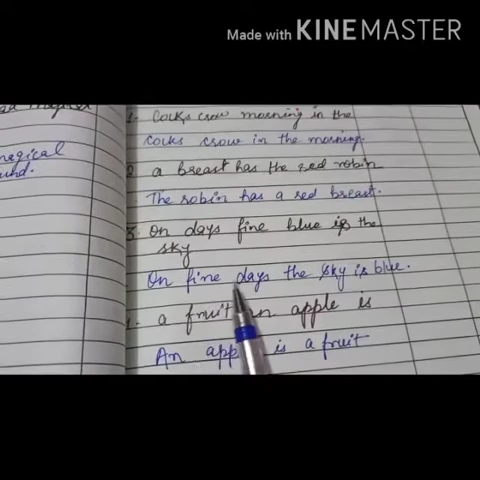 Made with KINEMASTER
magical
1. Cocks crow morning in the
cocks crow in the morning.
2 a breast has the red robin
The robin has a red breast.
3. On days fine blue is the
sky
On fine days the sky is blue.
a fruit an apple is
An app is a fruit